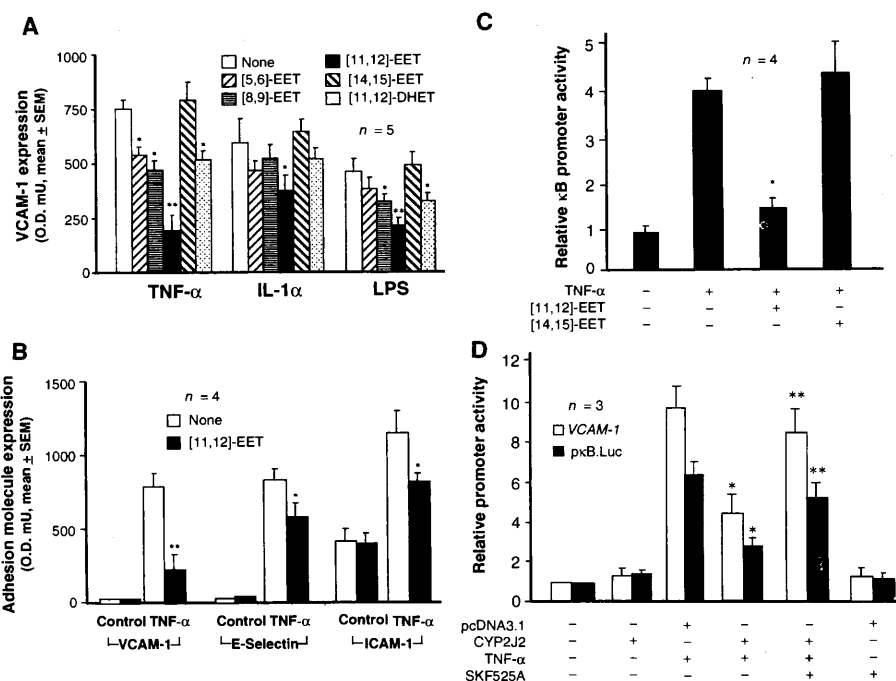 A
VCAM-1 expression
(O.D. mU, mean ± SEM)
1000
750
500
250
0
None
[5,6]-EET
[8,9]-EET
[11,12]-EET
[14,15]-EET
[11,12]-DHET
n = 5
* * ** *
*
* ** *
TNF-α IL-1α LPS
B
Adhesion molecule expression
(O.D. mU, mean ± SEM)
1500
1000
500
0
n = 4
None
[11,12]-EET
**
*
*
Control TNF-α Control TNF-α Control TNF-α
VCAM-1 E-Selectin ICAM-1
C
Relative κB promoter activity
5
4
2
1
0
n = 4
*
TNF-α – + + +
[11,12]-EET – – + –
[14,15]-EET – – – +
D
Relative promoter activity
12
10
8
6
4
2
0
n = 3
VCAM-1
pκB.Luc
* *
** **
pcDNA3.1 – – + – – +
CYP2J2 – + – + + –
TNF-α – – + + + –
SKF525A – – – – + +